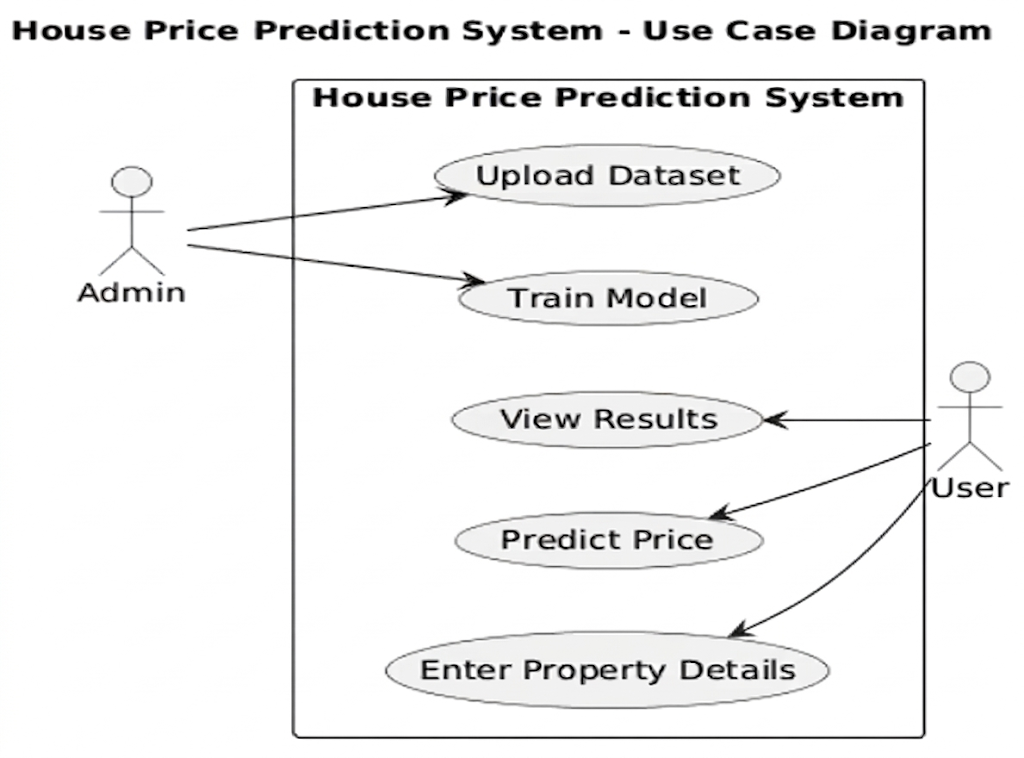 House Price Prediction System - Use Case Diagram
House Price Prediction System
Upload Dataset
Admin
Train Model
View Results
User
Predict Price
Enter Property Details